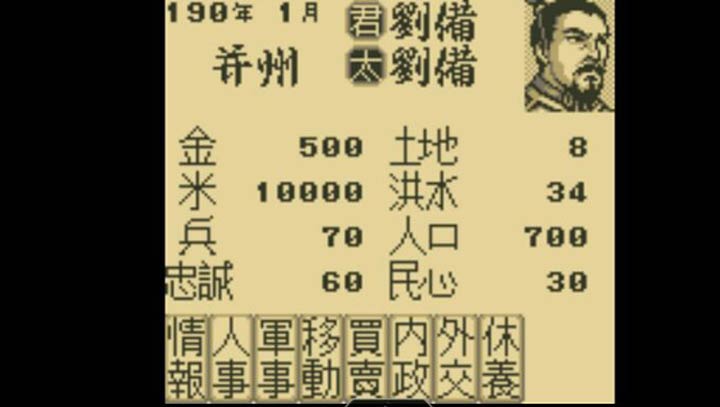 190年 1月 君劉備
并州 太劉備
金 500 土地 8
米 10000 洪水 34
兵 70 人口 700
忠誠 60 民心 30
情報 人事 軍事 移動 買賣 内政 外交 休養